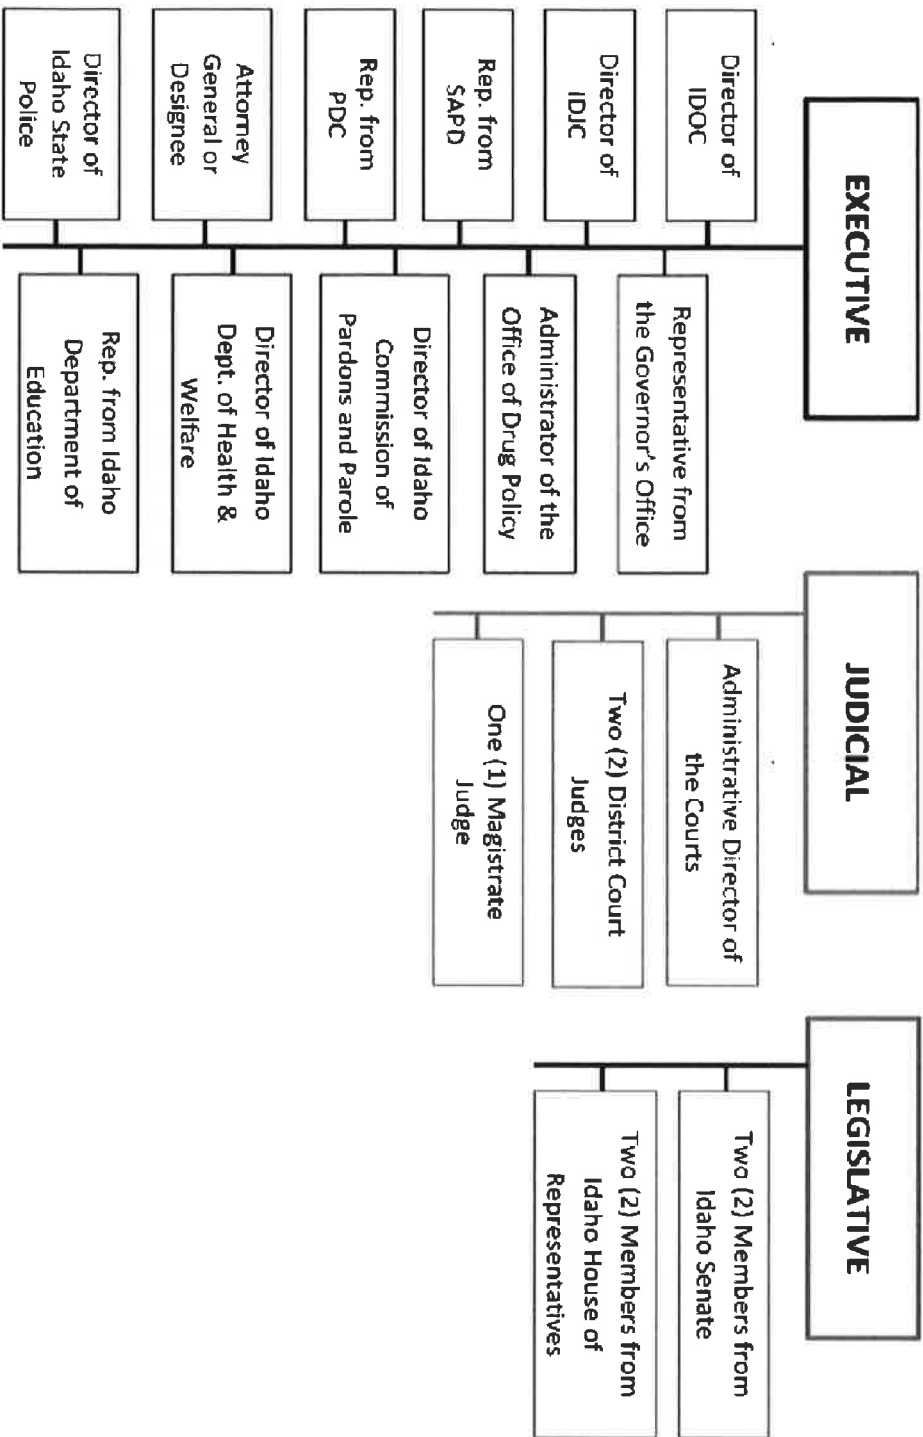 EXECUTIVE
Director of
IDOC
Representative from
the Governor's Office
Director of
IDJC
Administrator of the
Office of Drug Policy
Rep. from
SAPD
Director of Idaho
Commission of
Pardons and Parole
Rep. from
PDC
Director of Idaho
Dept. of Health &
Welfare
Attorney
General or
Designee
Rep. from Idaho
Department of
Education
Director of
Idaho State
Police
JUDICIAL
Administrative Director of
the Courts
Two (2) District Court
Judges
One (1) Magistrate
Judge
LEGISLATIVE
Two (2) Members from
Idaho Senate
Two (2) Members from
Idaho House of
Representatives